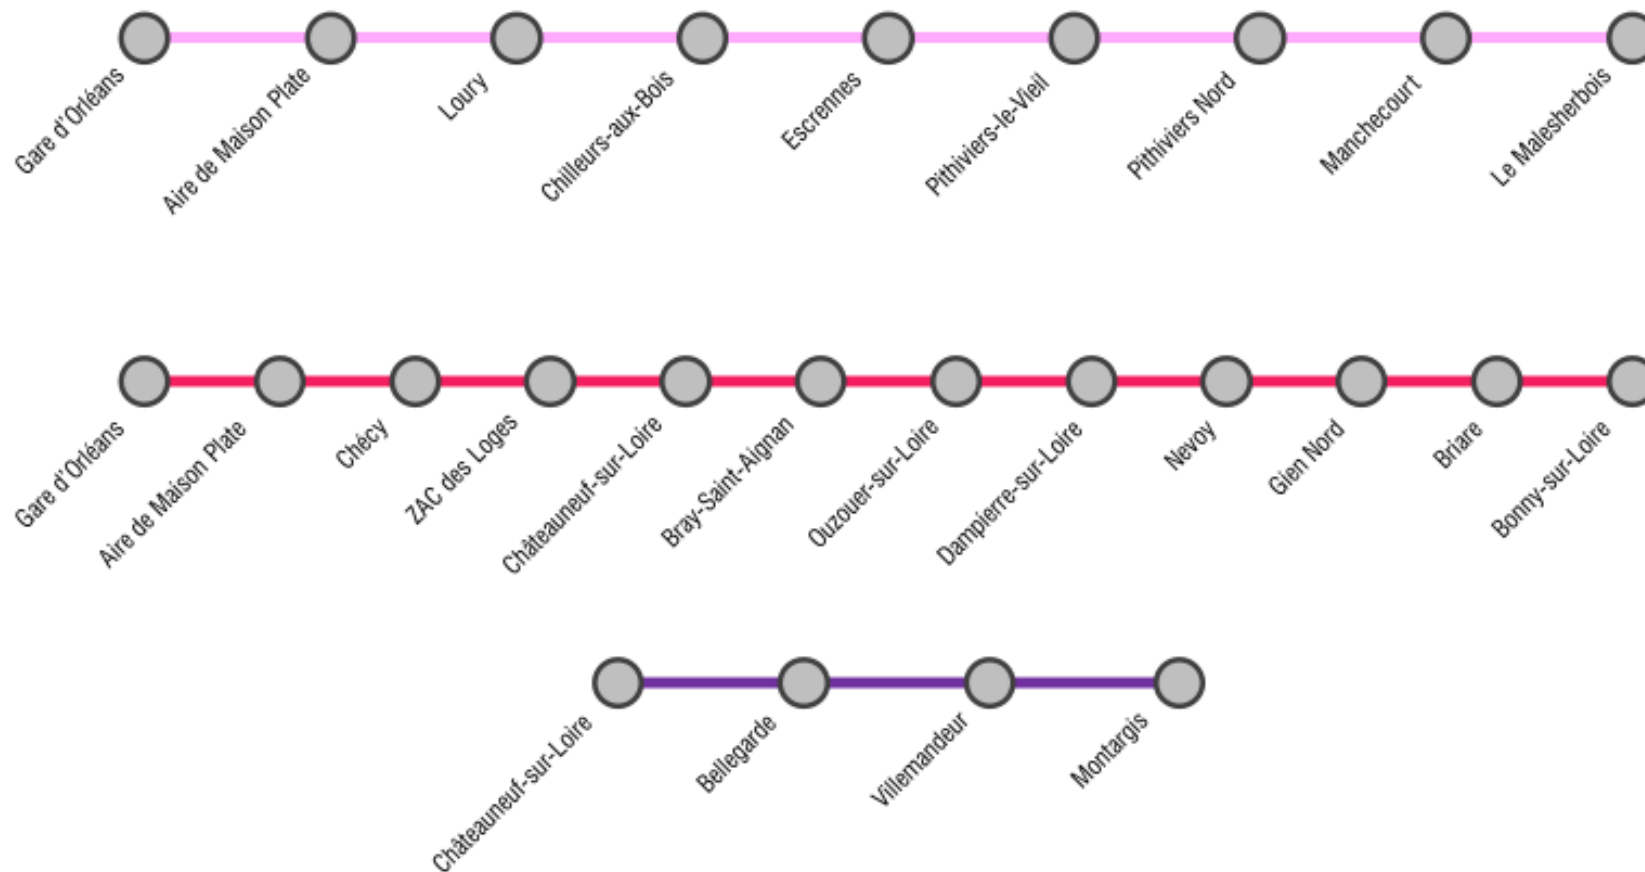 Gare d'Orléans
Aire de Maison Plate
Loury
Chilleurs-aux-Bois
Escrennes
Pithiviers-le-Vieil
Pithiviers Nord
Manchecourt
Le Malesherbois
Gare d'Orléans
Aire de Maison Plate
Chécy
ZAC des Loges
Châteauneuf-sur-Loire
Bray-Saint-Aignan
Ouzouer-sur-Loire
Dampierre-sur-Loire
Nevoy
Gien Nord
Briare
Bonny-sur-Loire
Châteauneuf-sur-Loire
Bellegarde
Villemandeur
Montargis